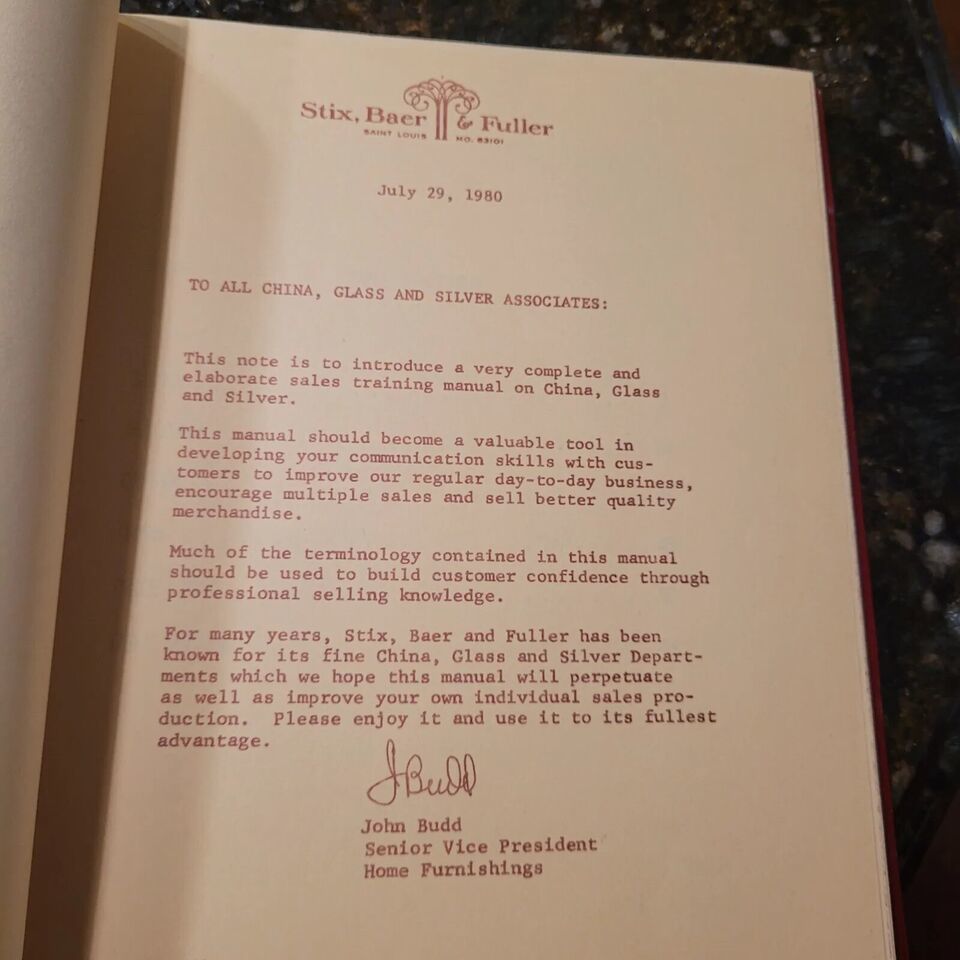 Stix, Baer & Fuller
SAINT LOUIS MO. 63101
July 29, 1980
TO ALL CHINA, GLASS AND SILVER ASSOCIATES:
This note is to introduce a very complete and
elaborate sales training manual on China, Glass
and Silver.
This manual should become a valuable tool in
developing your communication skills with cus-
tomers to improve our regular day-to-day business,
encourage multiple sales and sell better quality
merchandise.
Much of the terminology contained in this manual
should be used to build customer confidence through
professional selling knowledge.
For many years, Stix, Baer and Fuller has been
known for its fine China, Glass and Silver Depart-
ments which we hope this manual will perpetuate
as well as improve your own individual sales pro-
duction. Please enjoy it and use it to its fullest
advantage.
J Budd
John Budd
Senior Vice President
Home Furnishings